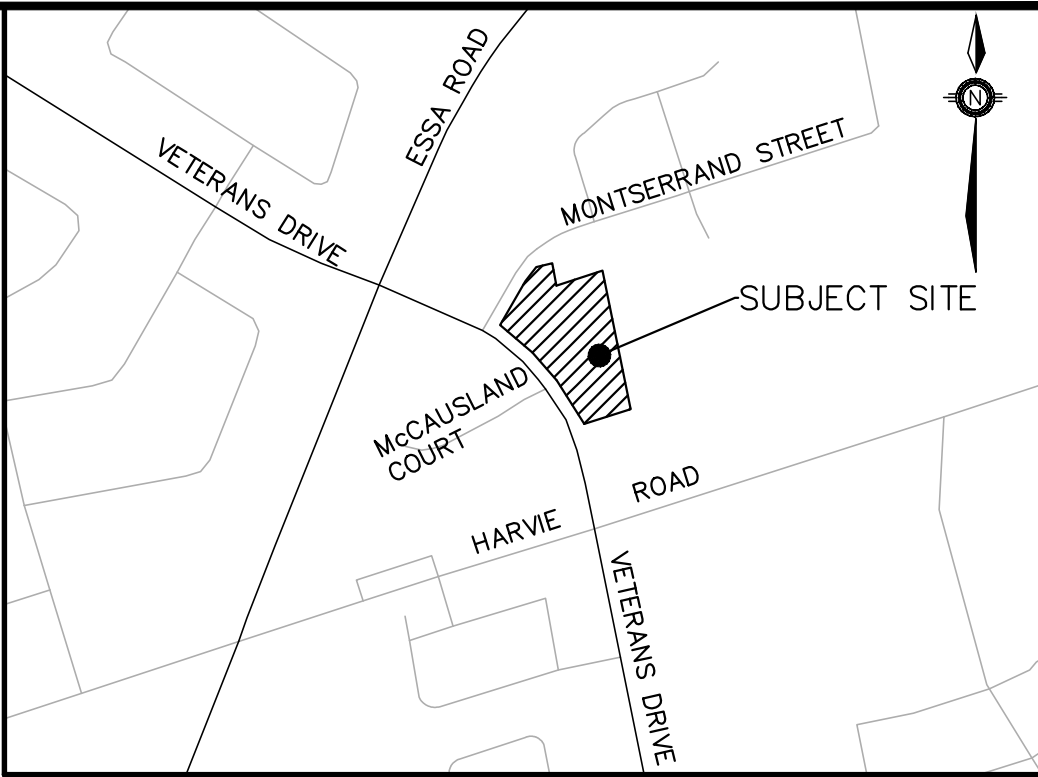 ESSA ROAD
N
VETERANS DRIVE
MONTSERRAND STREET
SUBJECT SITE
McCAUSLAND
COURT
HARVIE ROAD
VETERANS DRIVE